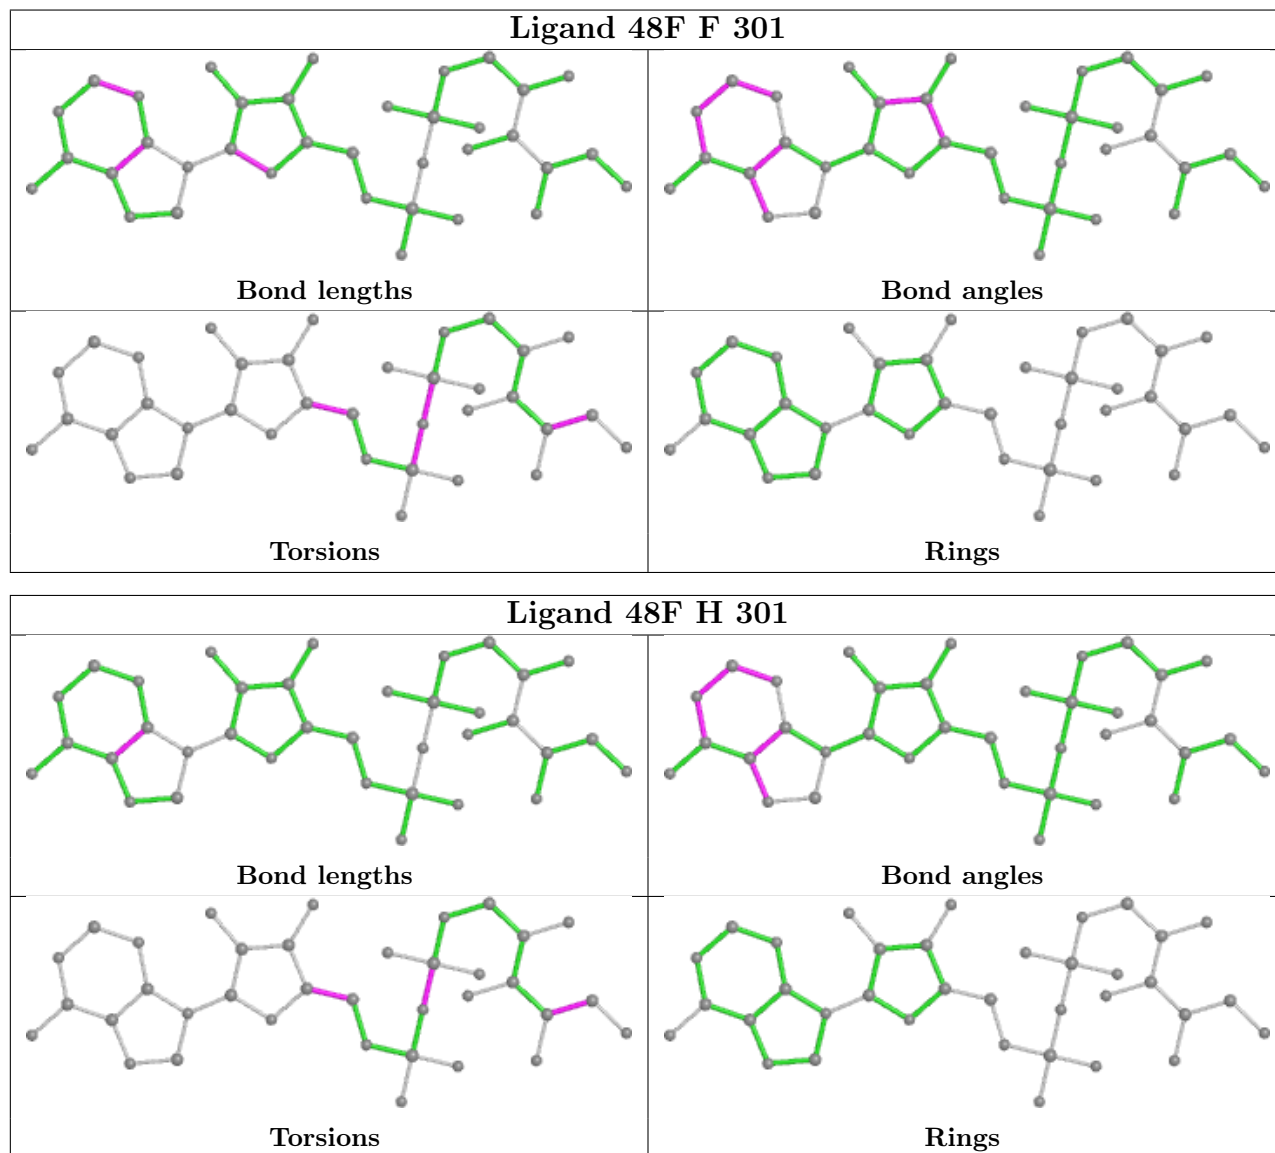 Ligand 48F F 301
Bond lengths
Bond angles
Torsions
Rings
Ligand 48F H 301
Bond lengths
Bond angles
Torsions
Rings